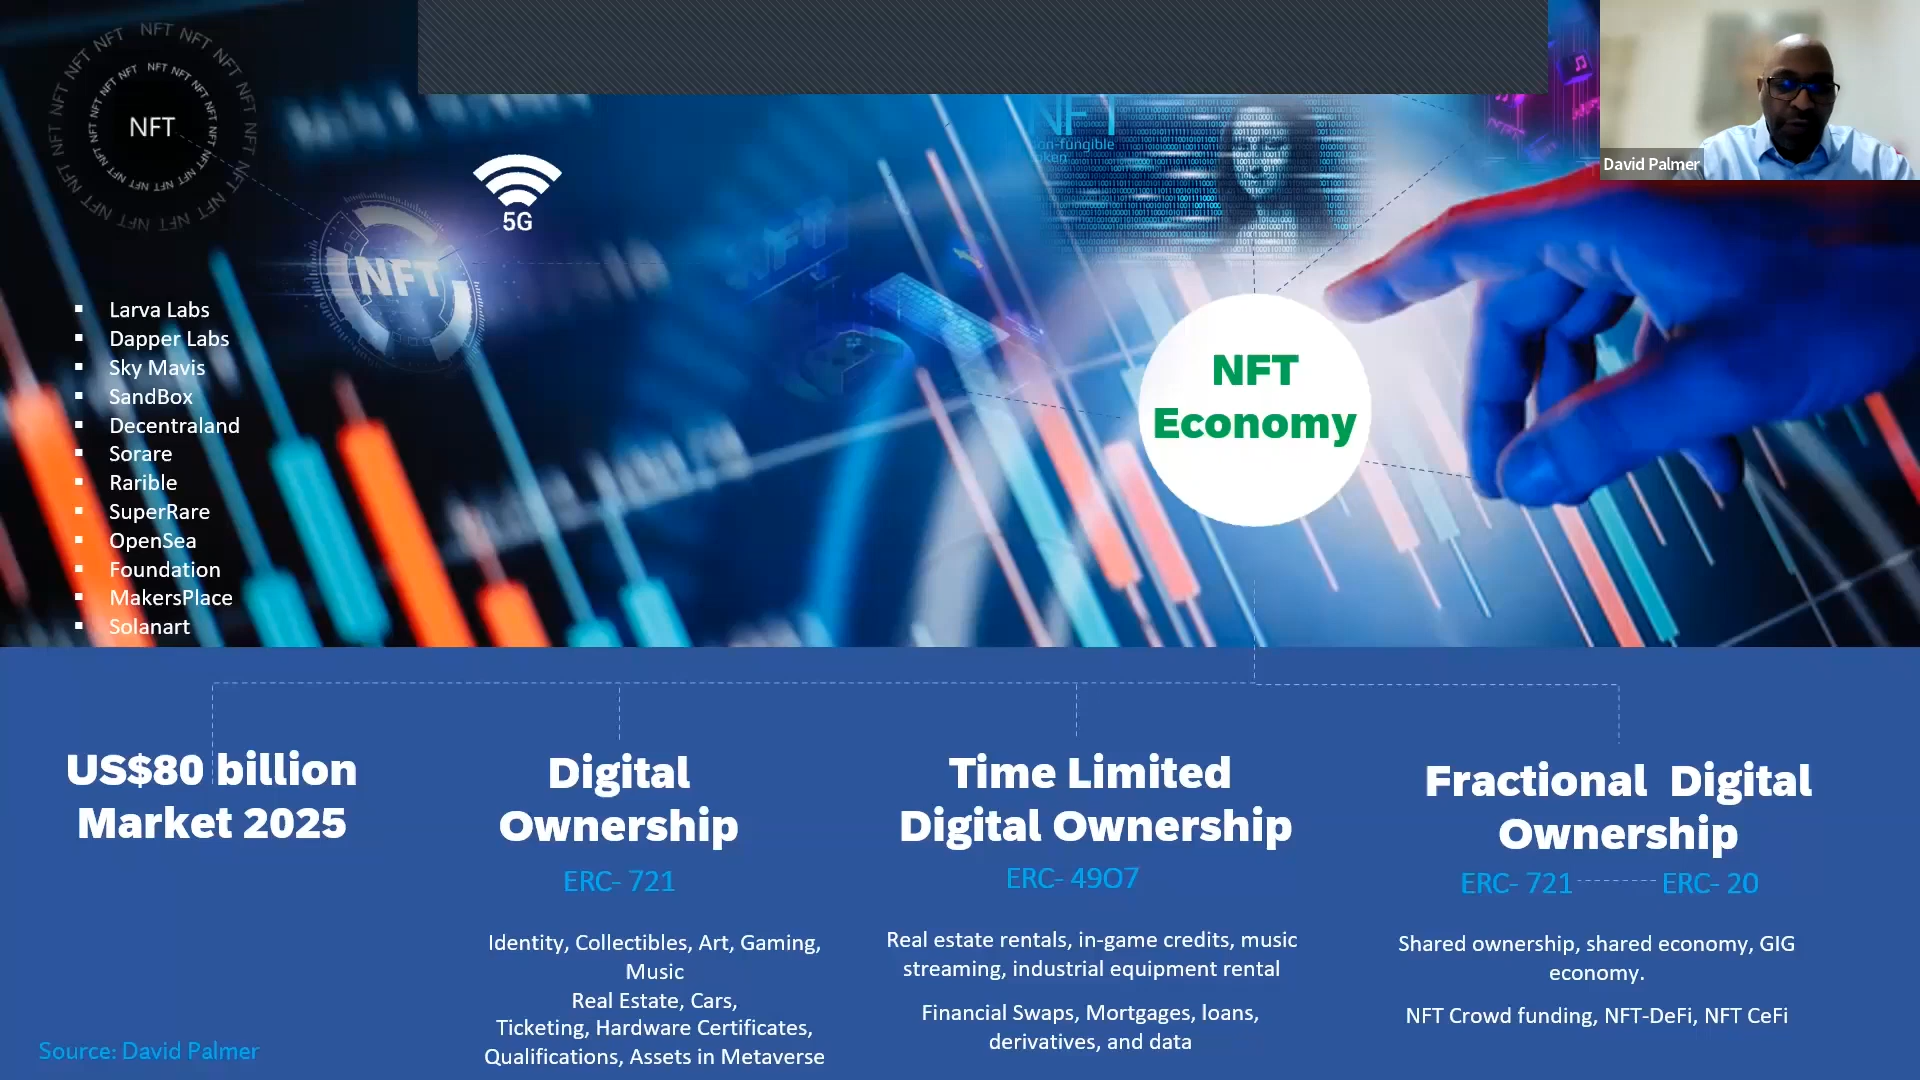 NFT
NFT
5G
NFT
on-fungible
oken
David Palmer
Larva Labs
Dapper Labs
Sky Mavis
SandBox
Decentraland
Sorare
Rarible
SuperRare
OpenSea
Foundation
MakersPlace
Solanart
NFT
Economy
US$80 billion
Market 2025
Digital
Ownership
ERC- 721
Identity, Collectibles, Art, Gaming,
Music
Real Estate, Cars,
Ticketing, Hardware Certificates,
Qualifications, Assets in Metaverse
Time Limited
Digital Ownership
ERC- 49O7
Real estate rentals, in-game credits, music
streaming, industrial equipment rental
Financial Swaps, Mortgages, loans,
derivatives, and data
Fractional Digital
Ownership
ERC- 721 -------- ERC- 20
Shared ownership, shared economy, GIG
economy.
NFT Crowd funding, NFT-DeFi, NFT CeFi
Source: David Palmer